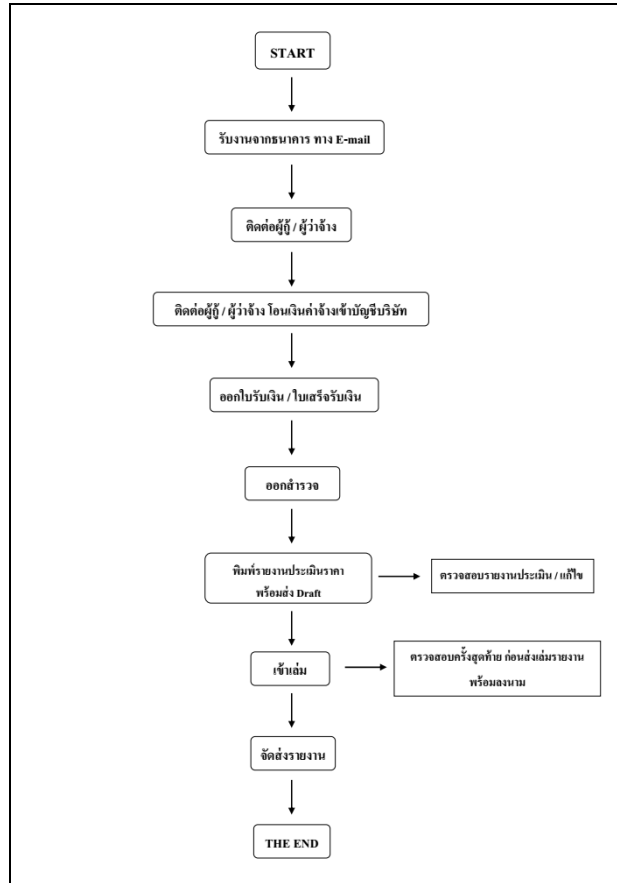 START
รับงานจากธนาคาร ทาง E-mail
ติดต่อผู้กู้ / ผู้ว่าจ้าง
ติดต่อผู้กู้ / ผู้ว่าจ้าง โอนเงินค่าจ้างเข้าบัญชีบริษัท
ออกใบรับเงิน / ใบเสร็จรับเงิน
ออกสำรวจ
พิมพ์รายงานประเมินราคา
พร้อมส่ง Draft
ตรวจสอบรายงานประเมิน / แก้ไข
เข้าเล่ม
ตรวจสอบครั้งสุดท้าย ก่อนส่งเล่มรายงาน
พร้อมลงนาม
จัดส่งรายงาน
THE END